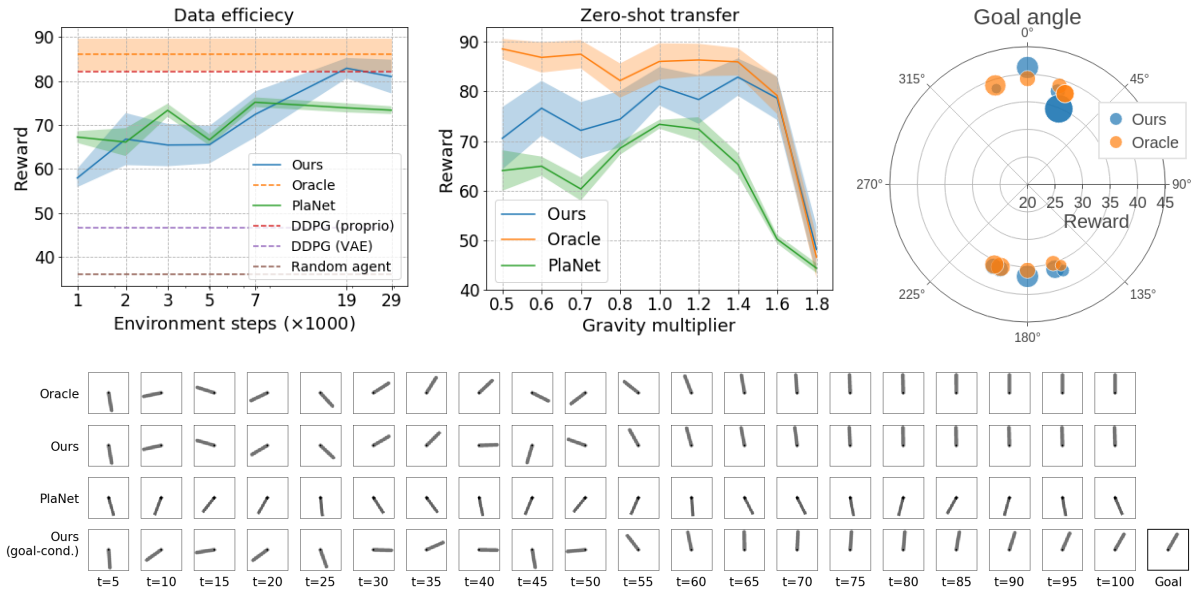 Data efficiecy
Reward
90
80
70
60
50
40
Ours
Oracle
PlaNet
DDPG (proprio)
DDPG (VAE)
Random agent
1 2 3 5 7 19 29
Environment steps (×1000)
Zero-shot transfer
Reward
90
80
70
60
50
40
Ours
Oracle
PlaNet
0.5 0.6 0.7 0.8 1.0 1.2 1.4 1.6 1.8
Gravity multiplier
Goal angle
0°
315° 45°
Ours
Oracle
270° 90°
20 25 30 35 40 45
Reward
225° 135°
180°
Oracle
Ours
PlaNet
Ours
(goal-cond.)
t=5 t=10 t=15 t=20 t=25 t=30 t=35 t=40 t=45 t=50 t=55 t=60 t=65 t=70 t=75 t=80 t=85 t=90 t=95 t=100 Goal